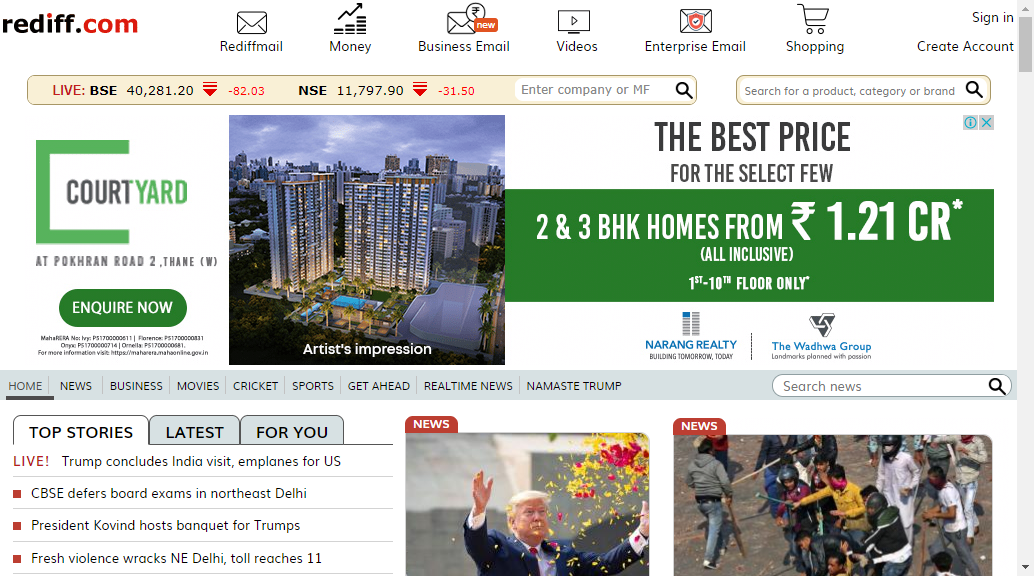 rediff.com
Rediffmail
Money
₹ new
Business Email
Videos
Enterprise Email
Shopping
Sign in
Create Account
LIVE: BSE 40,281.20 -82.03 NSE 11,797.90 -31.50
Enter company or MF
Search for a product, category or brand
COURTYARD
AT POKHRAN ROAD 2, THANE (W)
ENQUIRE NOW
MahaRERA No: Ivy: P51700000611 | Florence: P51700000831
Onyx: P51700000714 | Ornella: P51700000681.
For more information visit: https://maharera.mahaonline.gov.in
Artist's impression
THE BEST PRICE
FOR THE SELECT FEW
2 & 3 BHK HOMES FROM ₹ 1.21 CR*
(ALL INCLUSIVE)
1ST-10TH FLOOR ONLY*
NARANG REALTY
BUILDING TOMORROW, TODAY
The Wadhwa Group
Landmarks planned with passion
HOME NEWS BUSINESS MOVIES CRICKET SPORTS GET AHEAD REALTIME NEWS NAMASTE TRUMP
Search news
TOP STORIES LATEST FOR YOU
LIVE! Trump concludes India visit, emplanes for US
CBSE defers board exams in northeast Delhi
President Kovind hosts banquet for Trumps
Fresh violence wracks NE Delhi, toll reaches 11
NEWS
NEWS